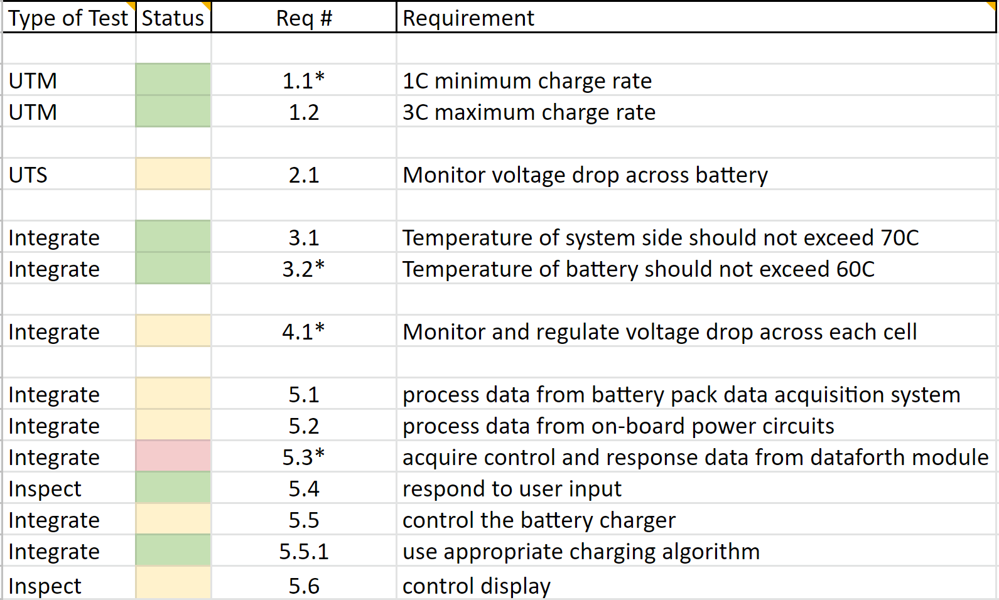 Type of Test Status Req # Requirement
UTM 1.1* 1C minimum charge rate
UTM 1.2 3C maximum charge rate
UTS 2.1 Monitor voltage drop across battery
Integrate 3.1 Temperature of system side should not exceed 70C
Integrate 3.2* Temperature of battery should not exceed 60C
Integrate 4.1* Monitor and regulate voltage drop across each cell
Integrate 5.1 process data from battery pack data acquisition system
Integrate 5.2 process data from on-board power circuits
Integrate 5.3* acquire control and response data from dataforth module
Inspect 5.4 respond to user input
Integrate 5.5 control the battery charger
Integrate 5.5.1 use appropriate charging algorithm
Inspect 5.6 control display